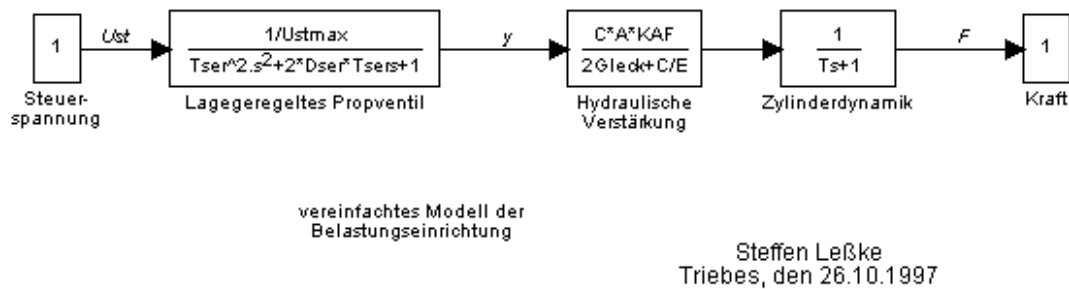 1
Ust
1/Ustmax
Tser^2.s²+2*Dser*Tsers+1
y
C*A*KAF
2Gleck+C/E
1
Ts+1
F
1
Steuer-
spannung
Lagegeregeltes Propventil
Hydraulische
Verstärkung
Zylinderdynamik
Kraft
vereinfachtes Modell der
Belastungseinrichtung
Steffen Leßke
Triebes, den 26.10.1997